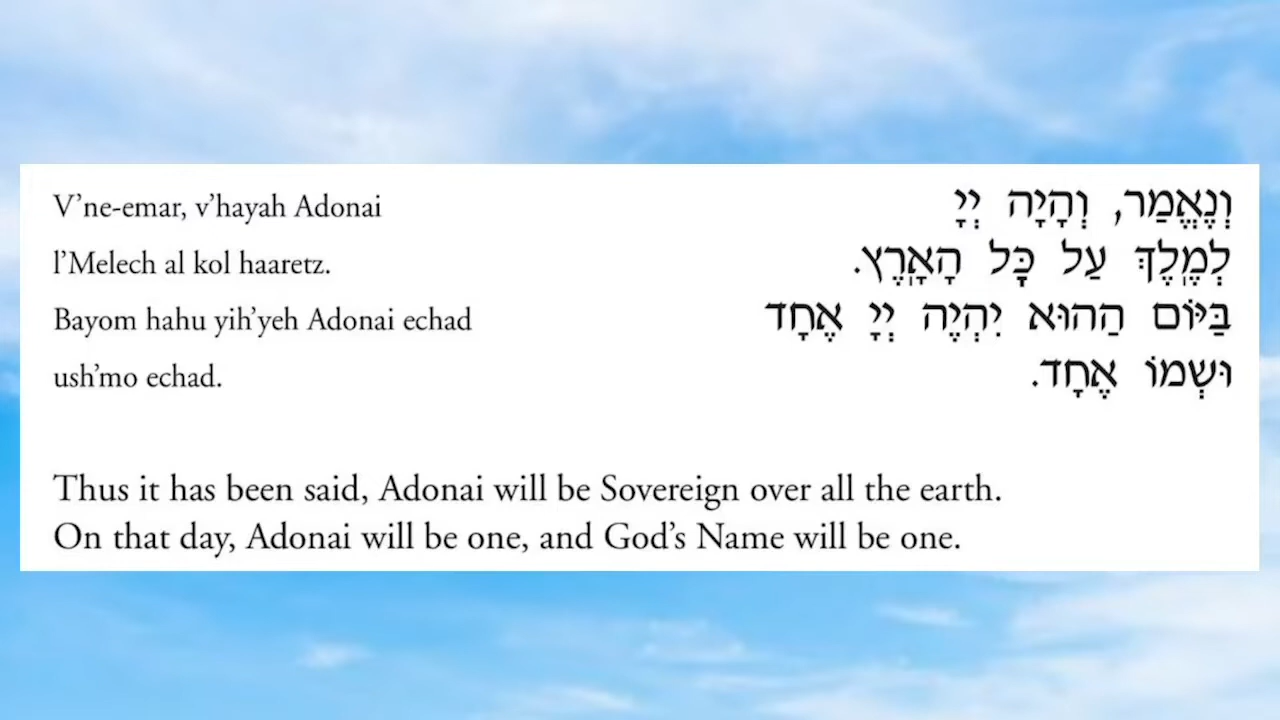 V’ne-emar, v’hayah Adonai
l’Melech al kol haaretz.
Bayom hahu yih’yeh Adonai echad
ush’mo echad.
וְנֶאֱמַר, וְהָיָה יְיָ
לְמֶֽלֶךְ עַל כׇּל הָאָֽרֶץ.
בַּיּוֹם הַהוּא יִהְיֶה יְיָ אֶחָד
וּשְׁמוֹ אֶחָד.
Thus it has been said, Adonai will be Sovereign over all the earth.
On that day, Adonai will be one, and God’s Name will be one.